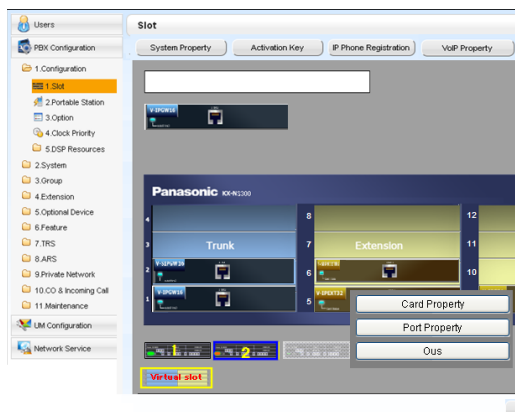 Users
PBX Configuration
1.Configuration
1.Slot
2.Portable Station
3.Option
4.Clock Priority
5.DSP Resources
2.System
3.Group
4.Extension
5.Optional Device
6.Feature
7.TRS
8.ARS
9.Private Network
10.CO & Incoming Call
11.Maintenance
UM Configuration
Network Service
Slot
System Property
Activation Key
IP Phone Registration
VoIP Property
V-IPGW16
Panasonic KX-NS300
4
8
12
3
Trunk
7
Extension
11
2
V-SIPGW16
6
10
1
V-IPGW16
5
V-IPEXT32
Card Property
Port Property
Ous
1
2
Virtual slot